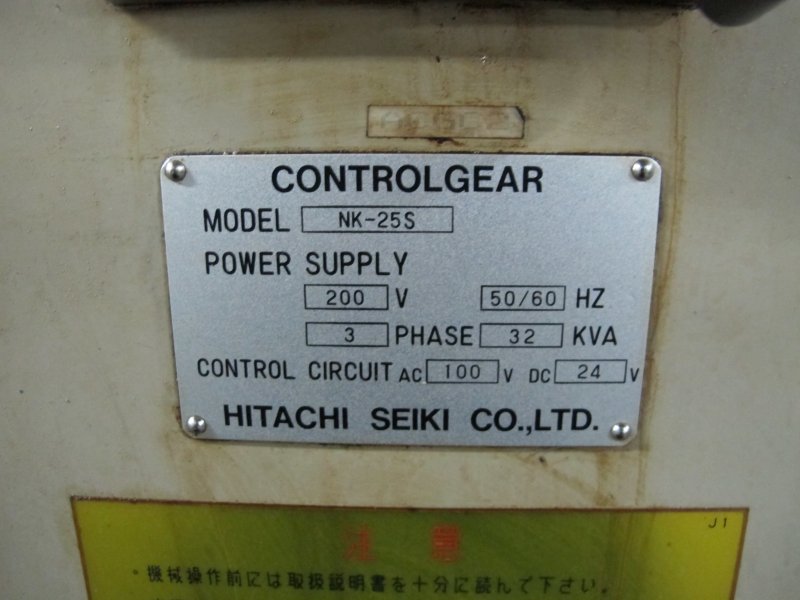 CONTROLGEAR
MODEL NK-25S
POWER SUPPLY
200 V 50/60 HZ
3 PHASE 32 KVA
CONTROL CIRCUIT AC 100 V DC 24 V
HITACHI SEIKI CO.,LTD.
J1
注意
・機械操作前には取扱説明書を十分に読んで下さい。